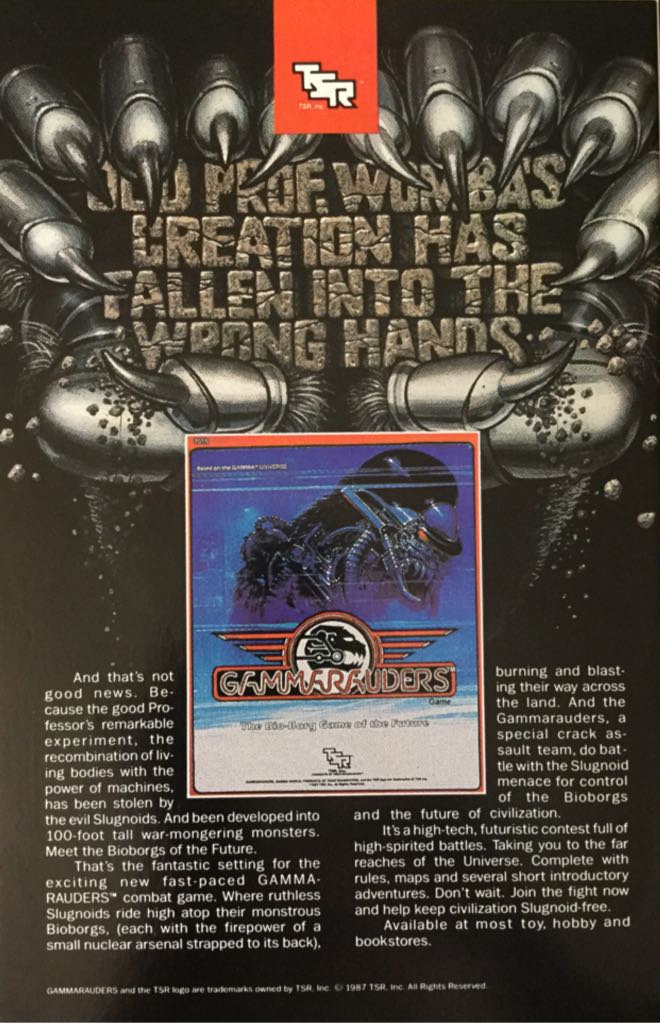 TSR
TSR, Inc.
OLD PROF. WOMBA'S
CREATION HAS
FALLEN INTO THE
WRONG HANDS.
Based on the GAMMA™ UNIVERSE
GAMMARAUDERS™
Game
The Bio-Borg Game of the Future
TSR, Inc.
And that's not
good news. Be-
cause the good Pro-
fessor's remarkable
experiment, the
recombination of liv-
ing bodies with the
power of machines,
has been stolen by
the evil Slugnoids. And been developed into
100-foot tall war-mongering monsters.
Meet the Bioborgs of the Future.
That's the fantastic setting for the
exciting new fast-paced GAMMA-
RAUDERS™ combat game. Where ruthless
Slugnoids ride high atop their monstrous
Bioborgs, (each with the firepower of a
small nuclear arsenal strapped to its back),
burning and blast-
ing their way across
the land. And the
Gammarauders, a
special crack as-
sault team, do bat-
tle with the Slugnoid
menace for control
of the Bioborgs
and the future of civilization.
It's a high-tech, futuristic contest full of
high-spirited battles. Taking you to the far
reaches of the Universe. Complete with
rules, maps and several short introductory
adventures. Don't wait. Join the fight now
and help keep civilization Slugnoid-free.
Available at most toy, hobby and
bookstores.
GAMMARAUDERS and the TSR logo are trademarks owned by TSR, Inc. © 1987 TSR, Inc. All Rights Reserved.